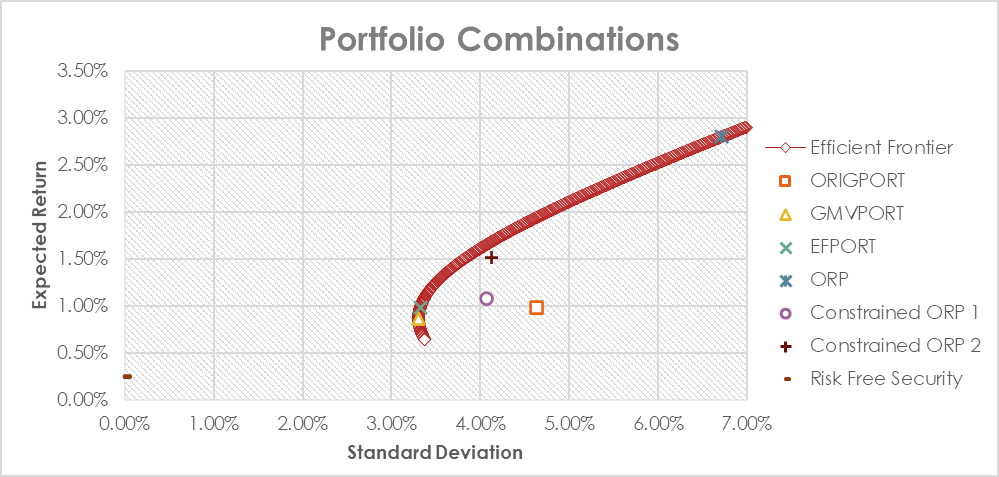 Portfolio Combinations
3.50%
3.00%
2.50%
2.00%
1.50%
1.00%
0.50%
0.00%
Expected Return
0.00% 1.00% 2.00% 3.00% 4.00% 5.00% 6.00% 7.00%
Standard Deviation
Efficient Frontier
ORIGPORT
GMVPORT
EFPORT
ORP
Constrained ORP 1
Constrained ORP 2
Risk Free Security